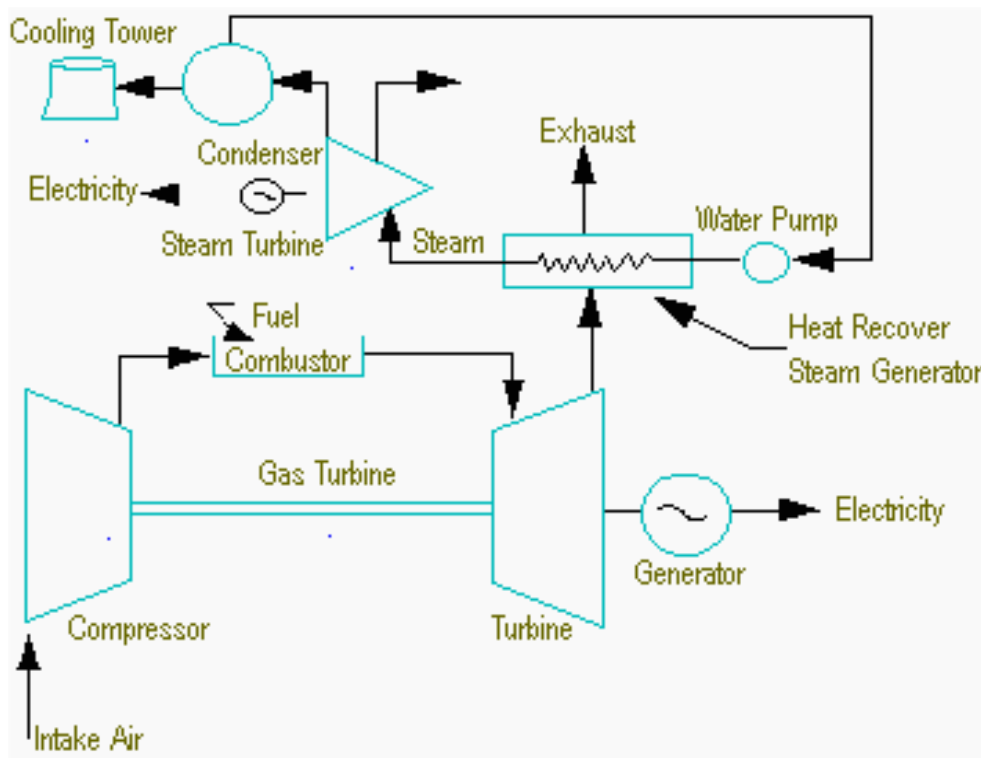 Cooling Tower
Exhaust
Condenser
Electricity
Water Pump
Steam Turbine
Steam
Fuel
Heat Recover
Steam Generator
Combustor
Gas Turbine
Electricity
Generator
Compressor
Turbine
Intake Air